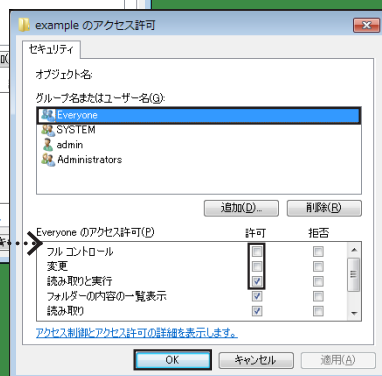 example のアクセス許可
セキュリティ
オブジェクト名:
グループ名またはユーザー名(G):
Everyone
SYSTEM
admin
Administrators
追加(D)...
削除(R)
Everyone のアクセス許可(P)
許可
拒否
フル コントロール
変更
読み取りと実行
フォルダーの内容の一覧表示
読み取り
アクセス制御とアクセス許可の詳細を表示します。
OK
キャンセル
適用(A)